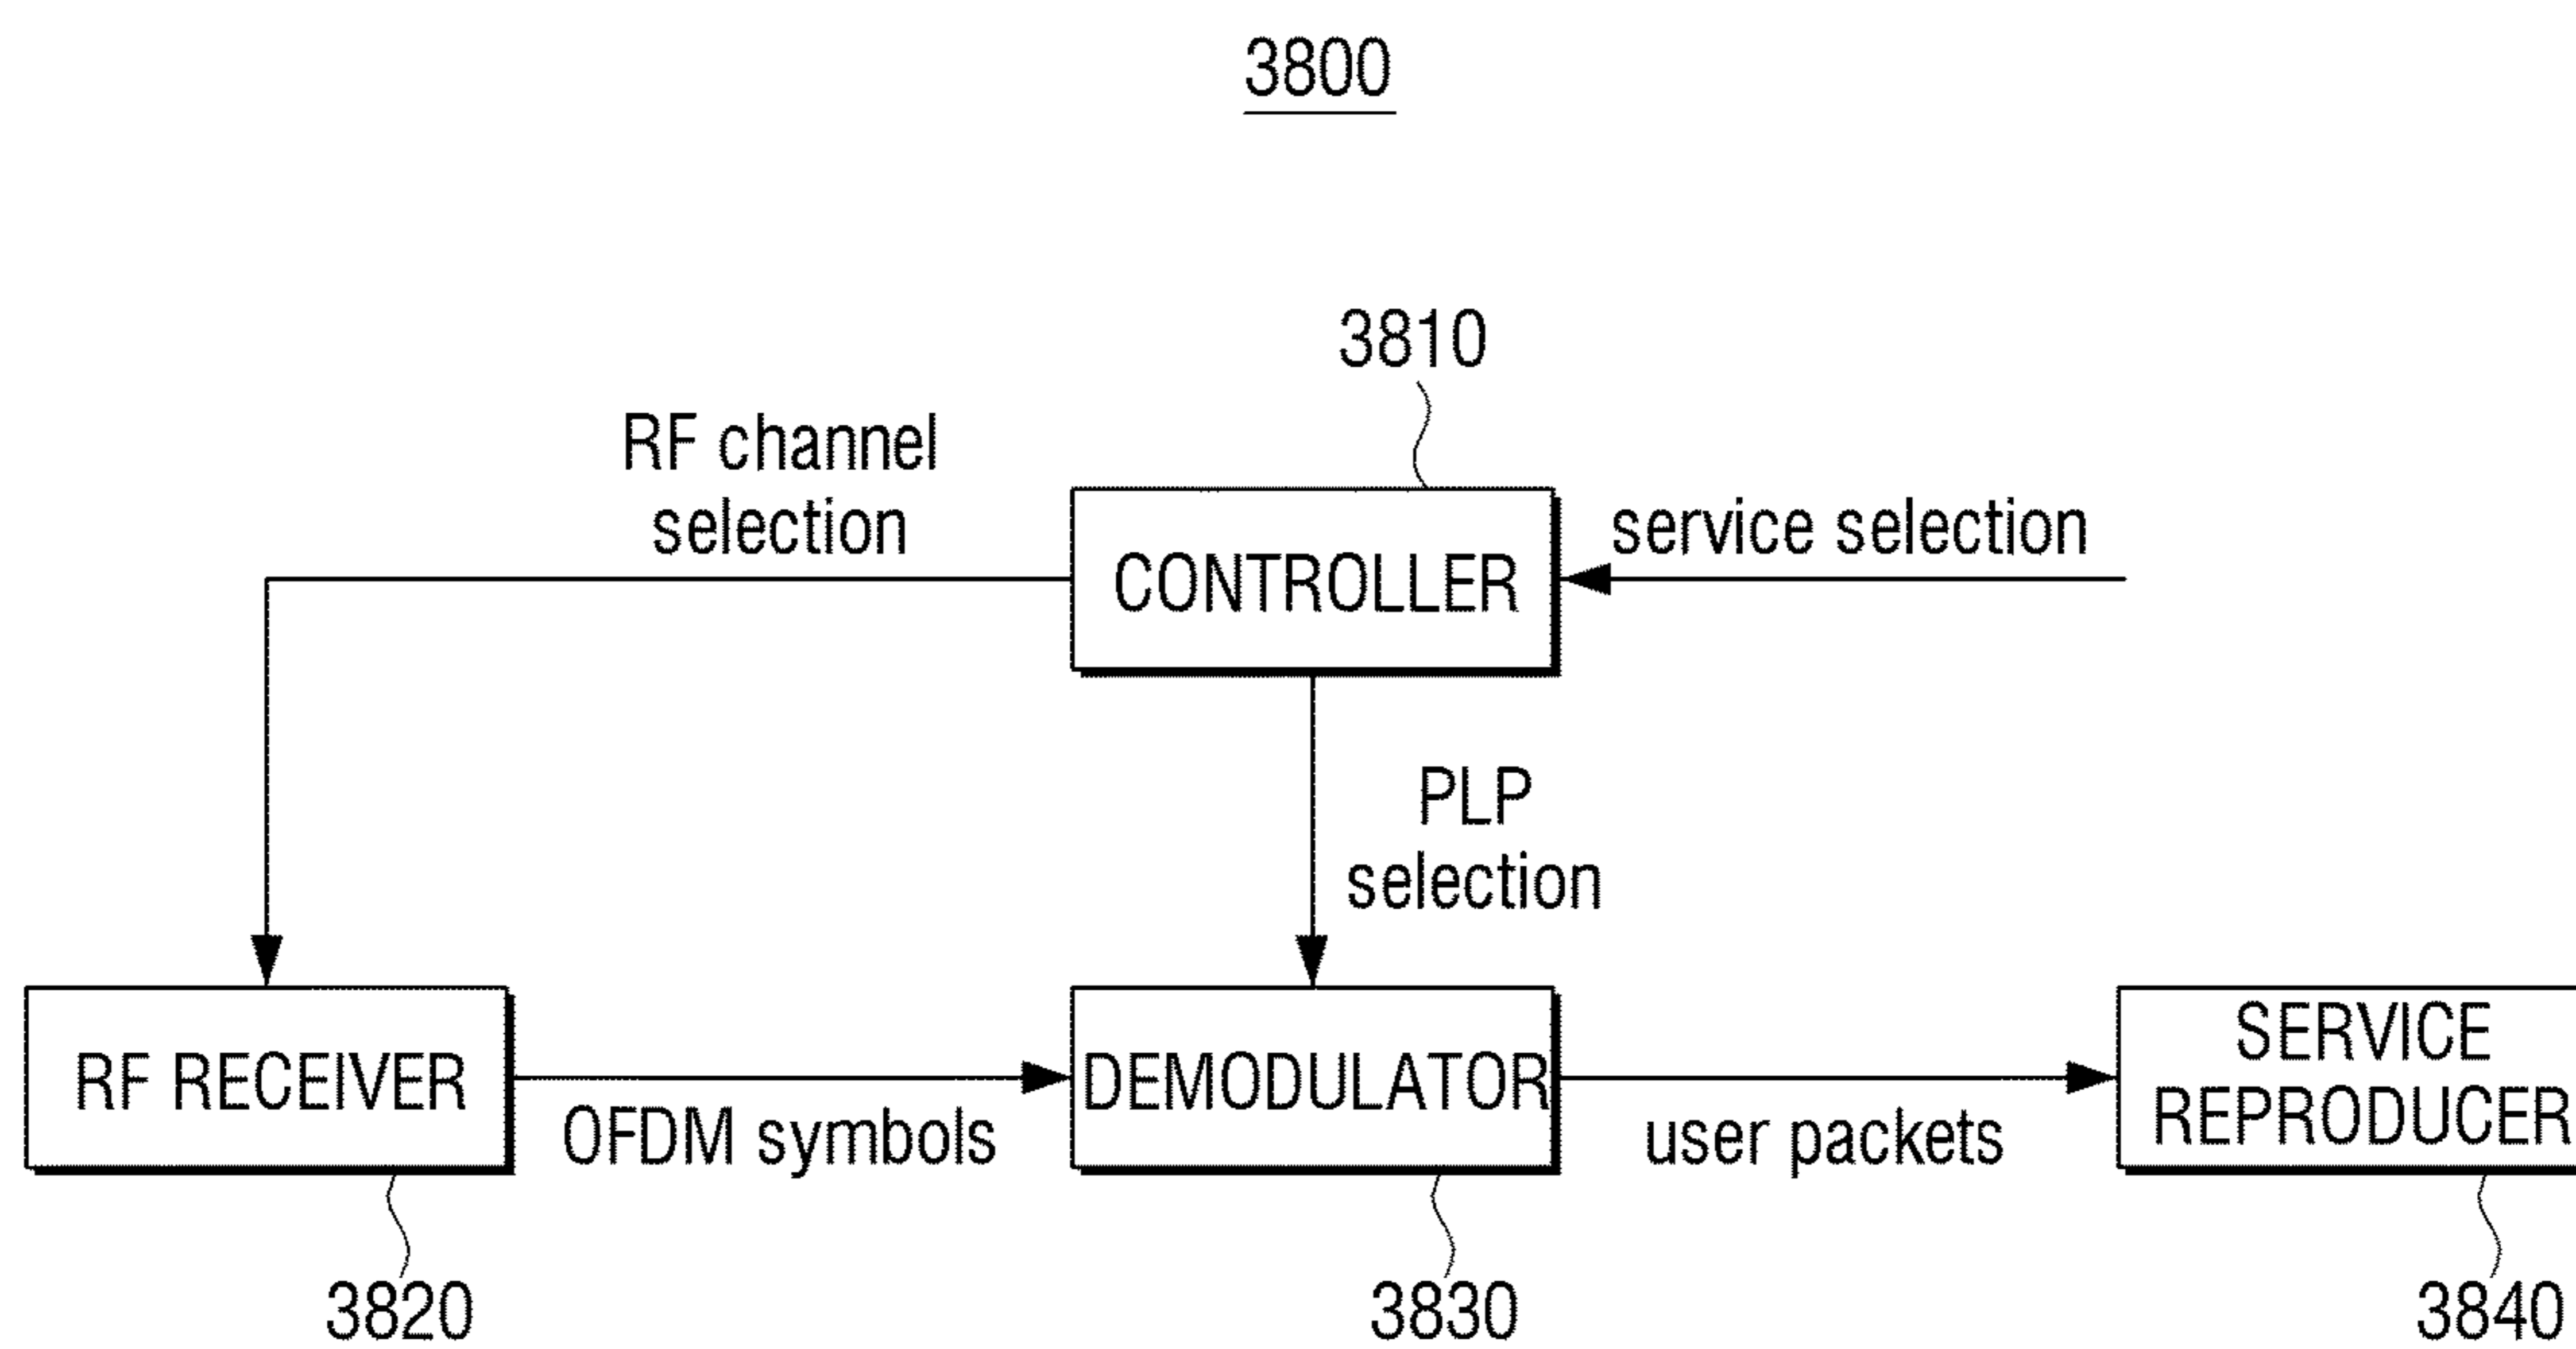 3800
3810
RF channel
selection
CONTROLLER
service selection
PLP
selection
RF RECEIVER
OFDM symbols
DEMODULATOR
user packets
SERVICE
REPRODUCER
3820
3830
3840